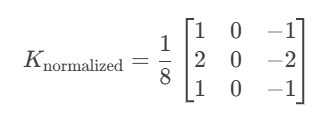 K_normalized = 1/8 [1 0 −1
2 0 −2
1 0 −1]